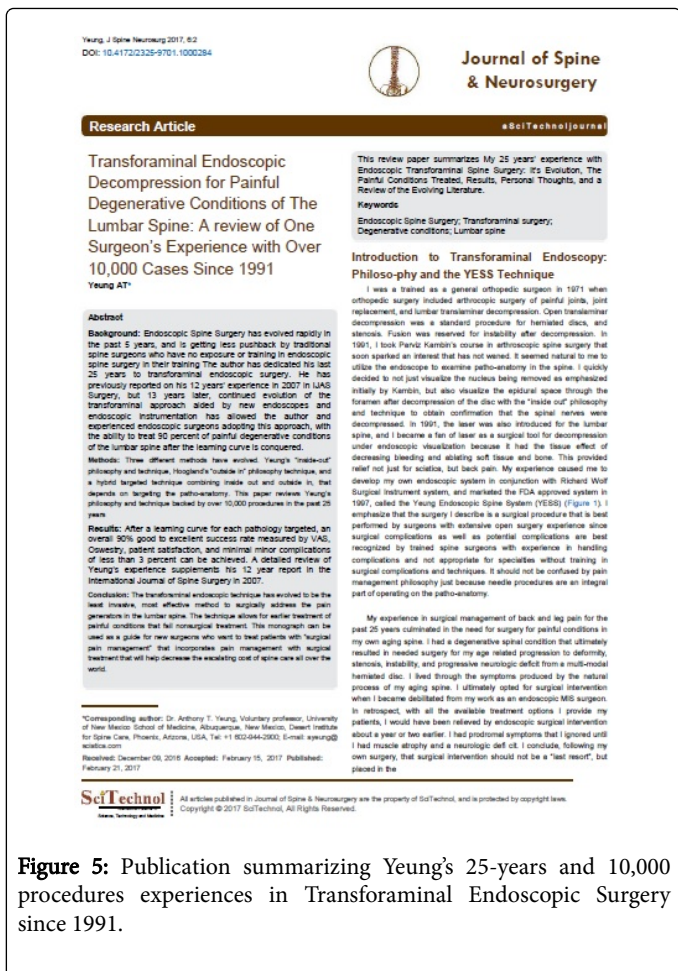 Yeung, J Spine Neurosurg 2017, 6:2
DOI: 10.4172/2325-9701.1000284
Journal of Spine
& Neurosurgery
Research Article
a SciTechnol journal
Transforaminal Endoscopic
Decompression for Painful
Degenerative Conditions of The
Lumbar Spine: A review of One
Surgeon's Experience with Over
10,000 Cases Since 1991
Yeung AT*
Abstract
Background: Endoscopic Spine Surgery has evolved rapidly in
the past 5 years, and is getting less pushback by traditional
spine surgeons who have no exposure or training in endoscopic
spine surgery in their training The author has dedicated his last
25 years to transforaminal endoscopic surgery. He has
previously reported on his 12 years' experience in 2007 in IJAS
Surgery, but 13 years later, continued evolution of the
transforaminal approach aided by new endoscopes and
endoscopic instrumentation has allowed the author and
experienced endoscopic surgeons adopting this approach, with
the ability to treat 90 percent of painful degenerative conditions
of the lumbar spine after the learning curve is conquered.
Methods: Three different methods have evolved. Yeung's "inside-out"
philosophy and technique, Hoogland's "outside in" philosophy technique, and
a hybrid targeted technique combining inside out and outside in, that
depends on targeting the patho-anatomy. This paper reviews Yeung's
philosophy and technique backed by over 10,000 procedures in the past 25
years
Results: After a learning curve for each pathology targeted, an
overall 90% good to excellent success rate measured by VAS,
Oswestry, patient satisfaction, and minimal minor complications
of less than 3 percent can be achieved. A detailed review of
Yeung's experience supplements his 12 year report in the
International Journal of Spine Surgery in 2007.
Conclusion: The transforaminal endoscopic technique has evolved to be the
least invasive, most effective method to surgically address the pain
generators in the lumbar spine. The technique allows for earlier treatment of
painful conditions that fail nonsurgical treatment. This monograph can be
used as a guide for new surgeons who want to treat patients with "surgical
pain management" that incorporates pain management with surgical
treatment that will help decrease the escalating cost of spine care all over the
world.
*Corresponding author: Dr. Anthony T. Yeung, Voluntary professor, University
of New Mexico School of Medicine, Albuquerque, New Mexico, Desert Institute
for Spine Care, Phoenix, Arizona, USA, Tel: +1 602-944-2900; E-mail: ayeung@
sciatica.com
Received: December 09, 2016 Accepted: February 15, 2017 Published:
February 21, 2017
This review paper summarizes My 25 years' experience with
Endoscopic Transforaminal Spine Surgery: It's Evolution, The
Painful Conditions Treated, Results, Personal Thoughts, and a
Review of the Evolving Literature.
Keywords
Endoscopic Spine Surgery; Transforaminal surgery;
Degenerative conditions; Lumbar spine
Introduction to Transforaminal Endoscopy:
Philoso-phy and the YESS Technique
I was a trained as a general orthopedic surgeon in 1971 when
orthopedic surgery included arthrocopic surgery of painful joints, joint
replacement, and lumbar translaminar decompression. Open translaminar
decompression was a standard procedure for herniated discs, and
stenosis. Fusion was reserved for instability after decompression. In
1991, I took Parviz Kambin's course in arthroscopic spine surgery that
soon sparked an interest that has not waned. It seemed natural to me to
utilize the endoscope to examine patho-anatomy in the spine. I quickly
decided to not just visualize the nucleus being removed as emphasized
initially by Kambin, but also visualize the epidural space through the
foramen after decompression of the disc with the "inside out" philosophy
and technique to obtain confirmation that the spinal nerves were
decompressed. In 1991, the laser was also introduced for the lumbar
spine, and I became a fan of laser as a surgical tool for decompression
under endoscopic visualization because it had the tissue effect of
decreasing bleeding and ablating soft tissue and bone. This provided
relief not just for sciatics, but back pain. My experience caused me to
develop my own endoscopic system in conjunction with Richard Wolf
Surgical Instrument system, and marketed the FDA approved system in
1997, called the Yeung Endoscopic Spine System (YESS) (Figure 1). I
emphasize that the surgery I describe is a surgical procedure that is best
performed by surgeons with extensive open surgery experience since
surgical complications as well as potential complications are best
recognized by trained spine surgeons with experience in handling
complications and not appropriate for specialties without training in
surgical complications and techniques. It should not be confused by pain
management philosophy just because needle procedures are an integral
part of operating on the patho-anatomy.
My experience in surgical management of back and leg pain for the
past 25 years culminated in the need for surgery for painful conditions in
my own aging spine. I had a degenerative spinal condition that ultimately
resulted in needed surgery for my age related progression to deformity,
stenosis, instability, and progressive neurologic deficit from a multi-modal
herniated disc. I lived through the symptoms produced by the natural
process of my aging spine. I ultimately opted for surgical intervention
when I became debilitated from my work as an endoscopic MIS surgeon.
In retrospect, with all the available treatment options I provide my
patients, I would have been relieved by endoscopic surgical intervention
about a year or two earlier. I had prodromal symptoms that I ignored until
I had muscle atrophy and a neurologic defi cit. I conclude, following my
own surgery, that surgical intervention should not be a "last resort", but
placed in the
SciTechnol
Science, Technology and Medicine
All articles published in Journal of Spine & Neurosurgery are the property of SciTechnol, and is protected by copyright laws.
Copyright © 2017 SciTechnol, All Rights Reserved.
Figure 5: Publication summarizing Yeung's 25-years and 10,000
procedures experiences in Transforaminal Endoscopic Surgery
since 1991.